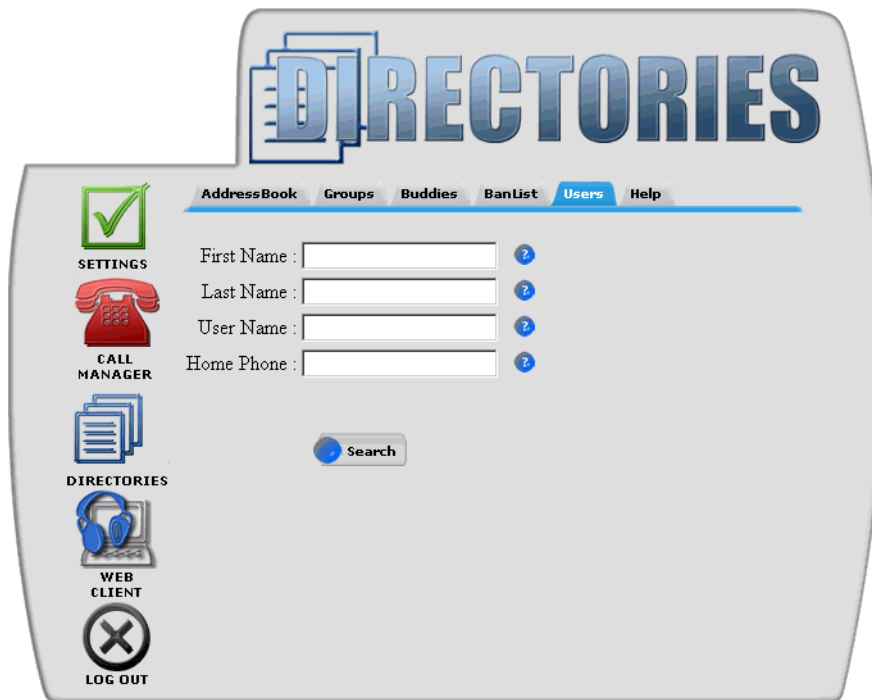 DIRECTORIES
AddressBook Groups Buddies BanList Users Help
First Name :
Last Name :
User Name :
Home Phone :
Search
SETTINGS
CALL
MANAGER
DIRECTORIES
WEB
CLIENT
LOG OUT